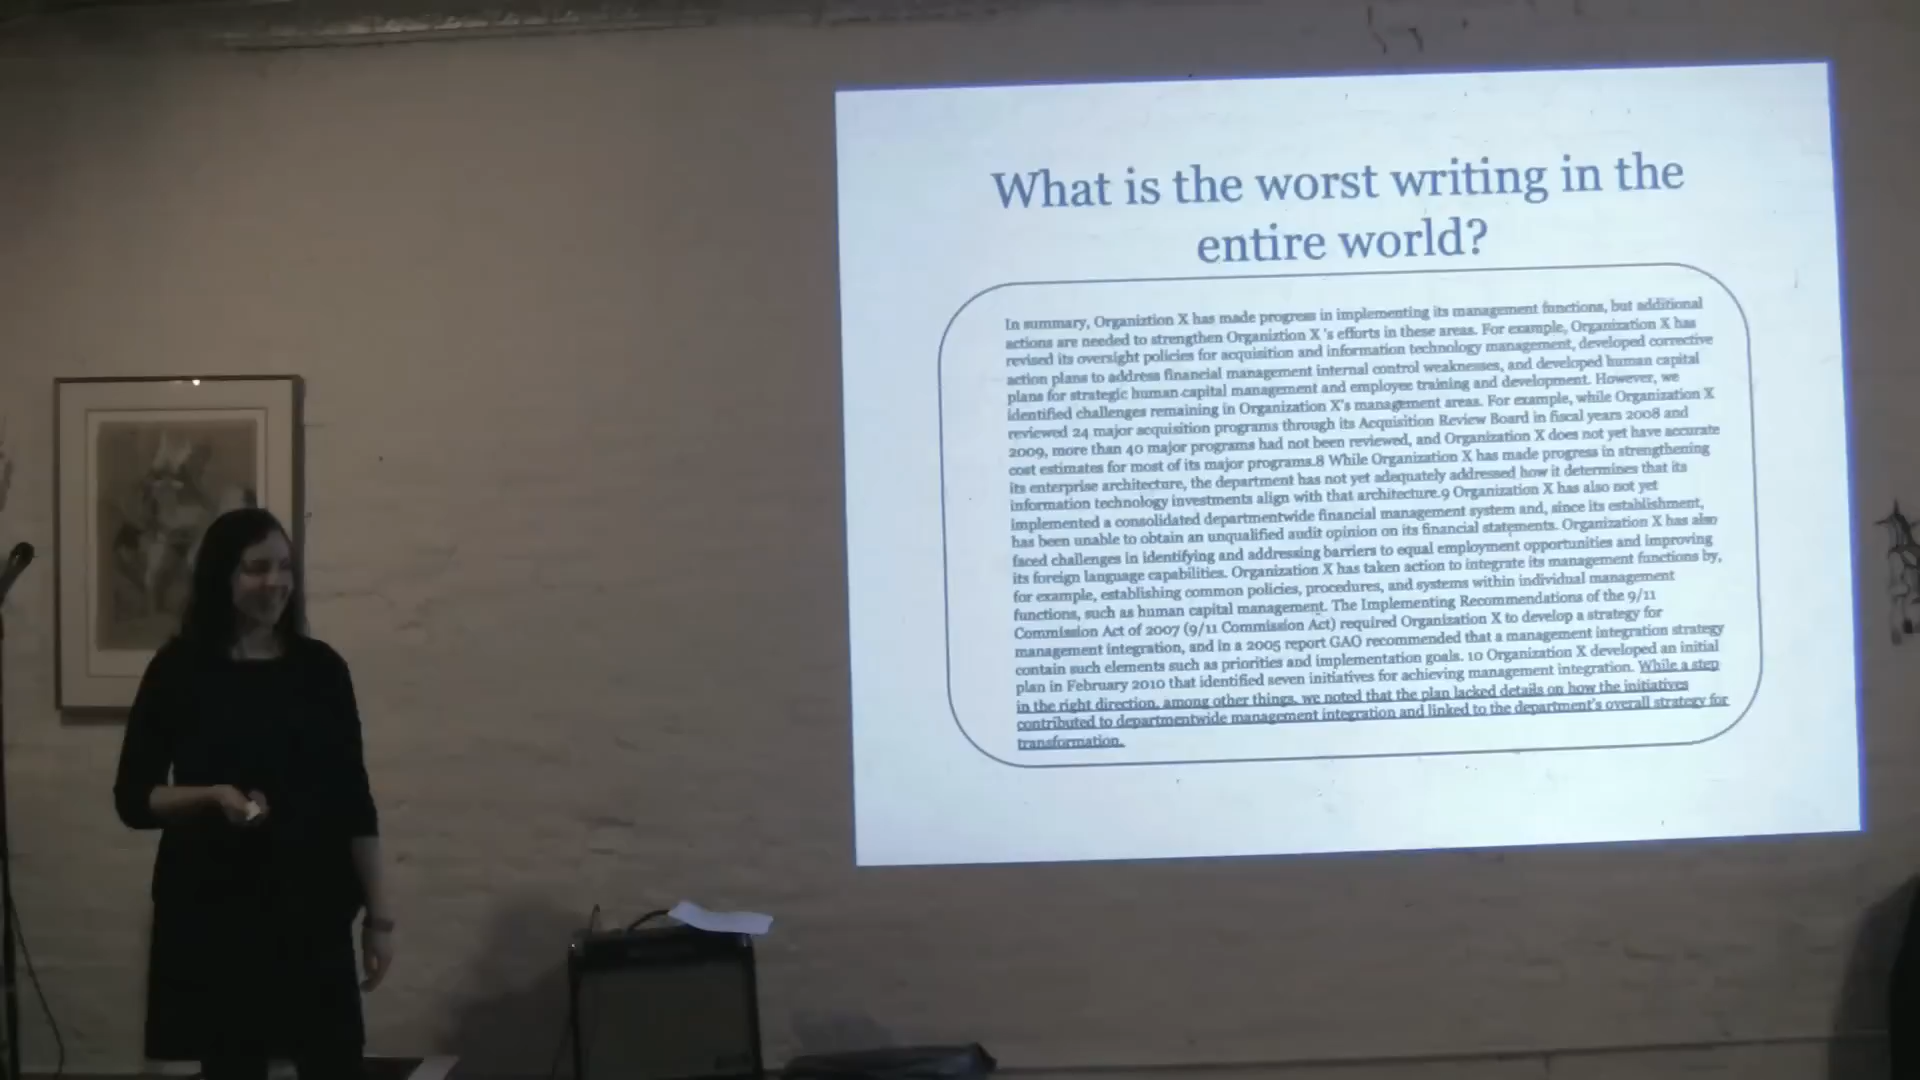 What is the worst writing in the
entire world?
In summary, Organiztion X has made progress in implementing its management functions, but additional
actions are needed to strengthen Organiztion X 's efforts in these areas. For example, Organization X has
revised its oversight policies for acquisition and information technology management, developed corrective
action plans to address financial management internal control weaknesses, and developed human capital
plans for strategic human capital management and employee training and development. However, we
identified challenges remaining in Organization X's management areas. For example, while Organization X
reviewed 24 major acquisition programs through its Acquisition Review Board in fiscal years 2008 and
2009, more than 40 major programs had not been reviewed, and Organization X does not yet have accurate
cost estimates for most of its major programs.8 While Organization X has made progress in strengthening
its enterprise architecture, the department has not yet adequately addressed how it determines that its
information technology investments align with that architecture.9 Organization X has also not yet
implemented a consolidated departmentwide financial management system and, since its establishment,
has been unable to obtain an unqualified audit opinion on its financial statements. Organization X has also
faced challenges in identifying and addressing barriers to equal employment opportunities and improving
its foreign language capabilities. Organization X has taken action to integrate its management functions by,
for example, establishing common policies, procedures, and systems within individual management
functions, such as human capital management. The Implementing Recommendations of the 9/11
Commission Act of 2007 (9/11 Commission Act) required Organization X to develop a strategy for
management integration, and in a 2005 report GAO recommended that a management integration strategy
contain such elements such as priorities and implementation goals. 10 Organization X developed an initial
plan in February 2010 that identified seven initiatives for achieving management integration. While a step
in the right direction, among other things, we noted that the plan lacked details on how the initiatives
contributed to departmentwide management integration and linked to the department's overall strategy for
transformation.